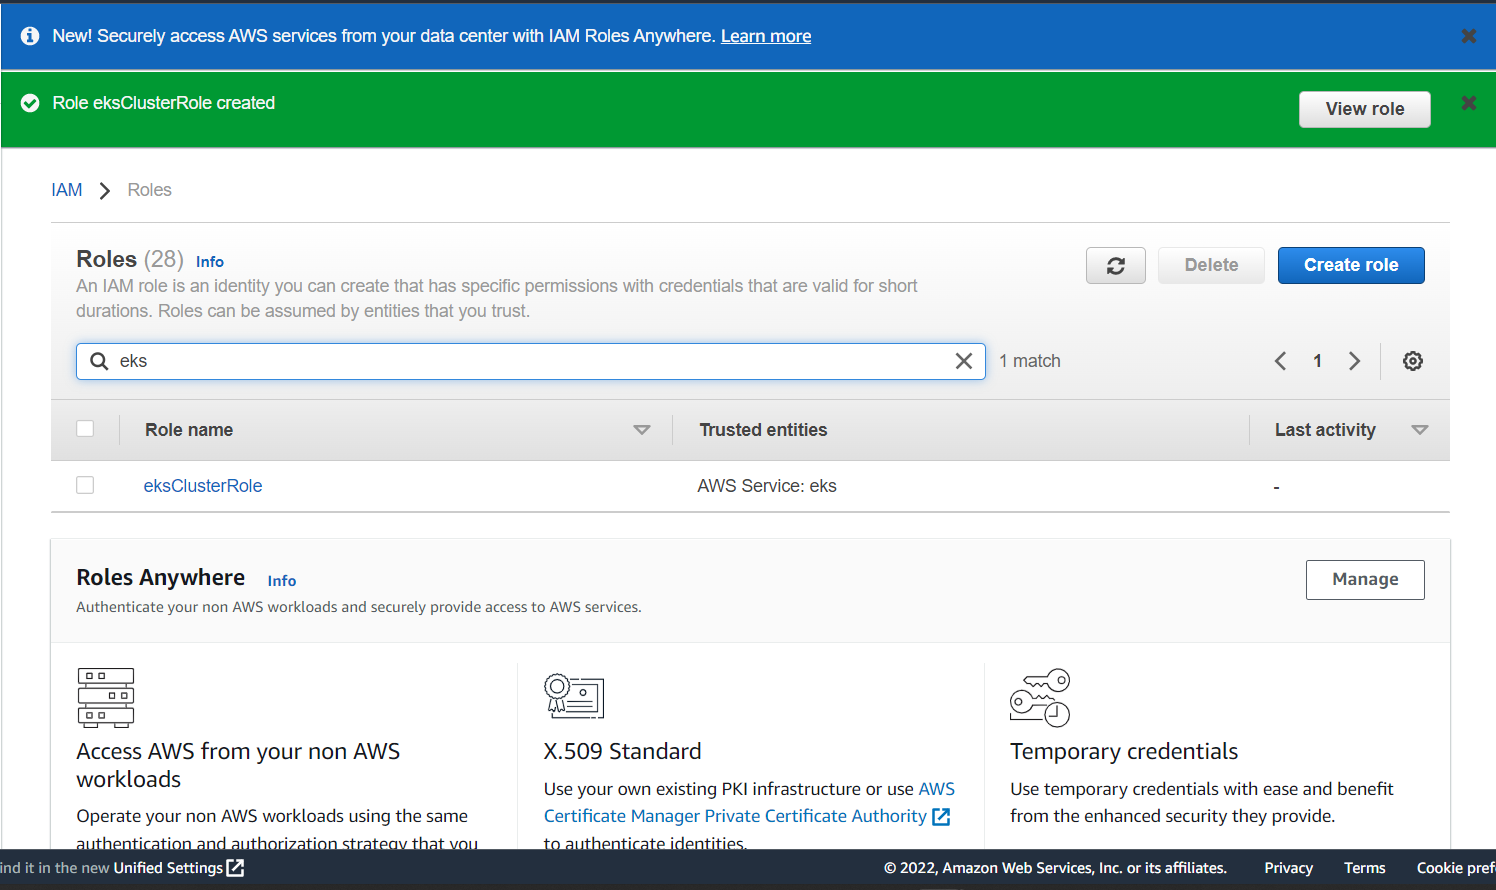 New! Securely access AWS services from your data center with IAM Roles Anywhere. Learn more
Role eksClusterRole created
View role
IAM Roles
Roles (28) Info
An IAM role is an identity you can create that has specific permissions with credentials that are valid for short
durations. Roles can be assumed by entities that you trust.
Delete
Create role
eks
1 match
1
Role name
Trusted entities
Last activity
eksClusterRole
AWS Service: eks
-
Roles Anywhere Info
Authenticate your non AWS workloads and securely provide access to AWS services.
Manage
Access AWS from your non AWS
workloads
Operate your non AWS workloads using the same
authentication and authorization strategy that you
X.509 Standard
Use your own existing PKI infrastructure or use AWS
Certificate Manager Private Certificate Authority
to authenticate identities.
Temporary credentials
Use temporary credentials with ease and benefit
from the enhanced security they provide.
ind it in the new Unified Settings
© 2022, Amazon Web Services, Inc. or its affiliates.
Privacy
Terms
Cookie pref